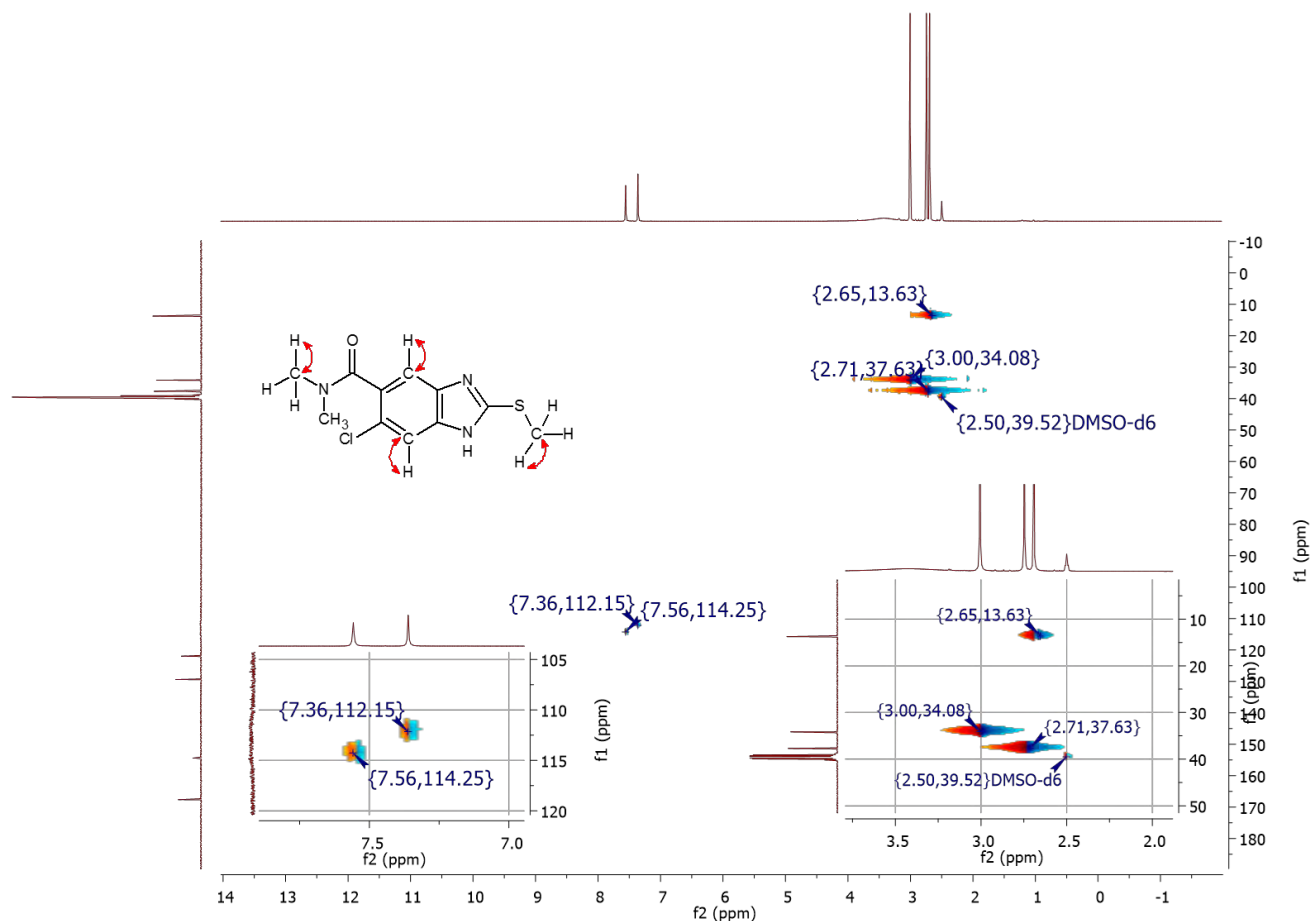 -10
0
10
20
30
40
50
60
70
80
90
100
110
120
130
140
150
160
170
180
f1 (ppm)
{2.65,13.63}
{3.00,34.08}
{2.71,37.63}
{2.50,39.52}DMSO-d6
H
O
H
H
N
H
CH3
Cl
H
N
N
H
S
H
C
H
H
C
C
C
H
{7.36,112.15}
{7.56,114.25}
105
110
115
120
f1 (ppm)
{7.36,112.15}
{7.56,114.25}
7.5
7.0
f2 (ppm)
10
20
30
40
50
f1 (ppm)
{2.65,13.63}
{3.00,34.08}
{2.71,37.63}
{2.50,39.52}DMSO-d6
3.5
3.0
2.5
2.0
f2 (ppm)
14 13 12 11 10 9 8 7 6 5 4 3 2 1 0 -1
f2 (ppm)